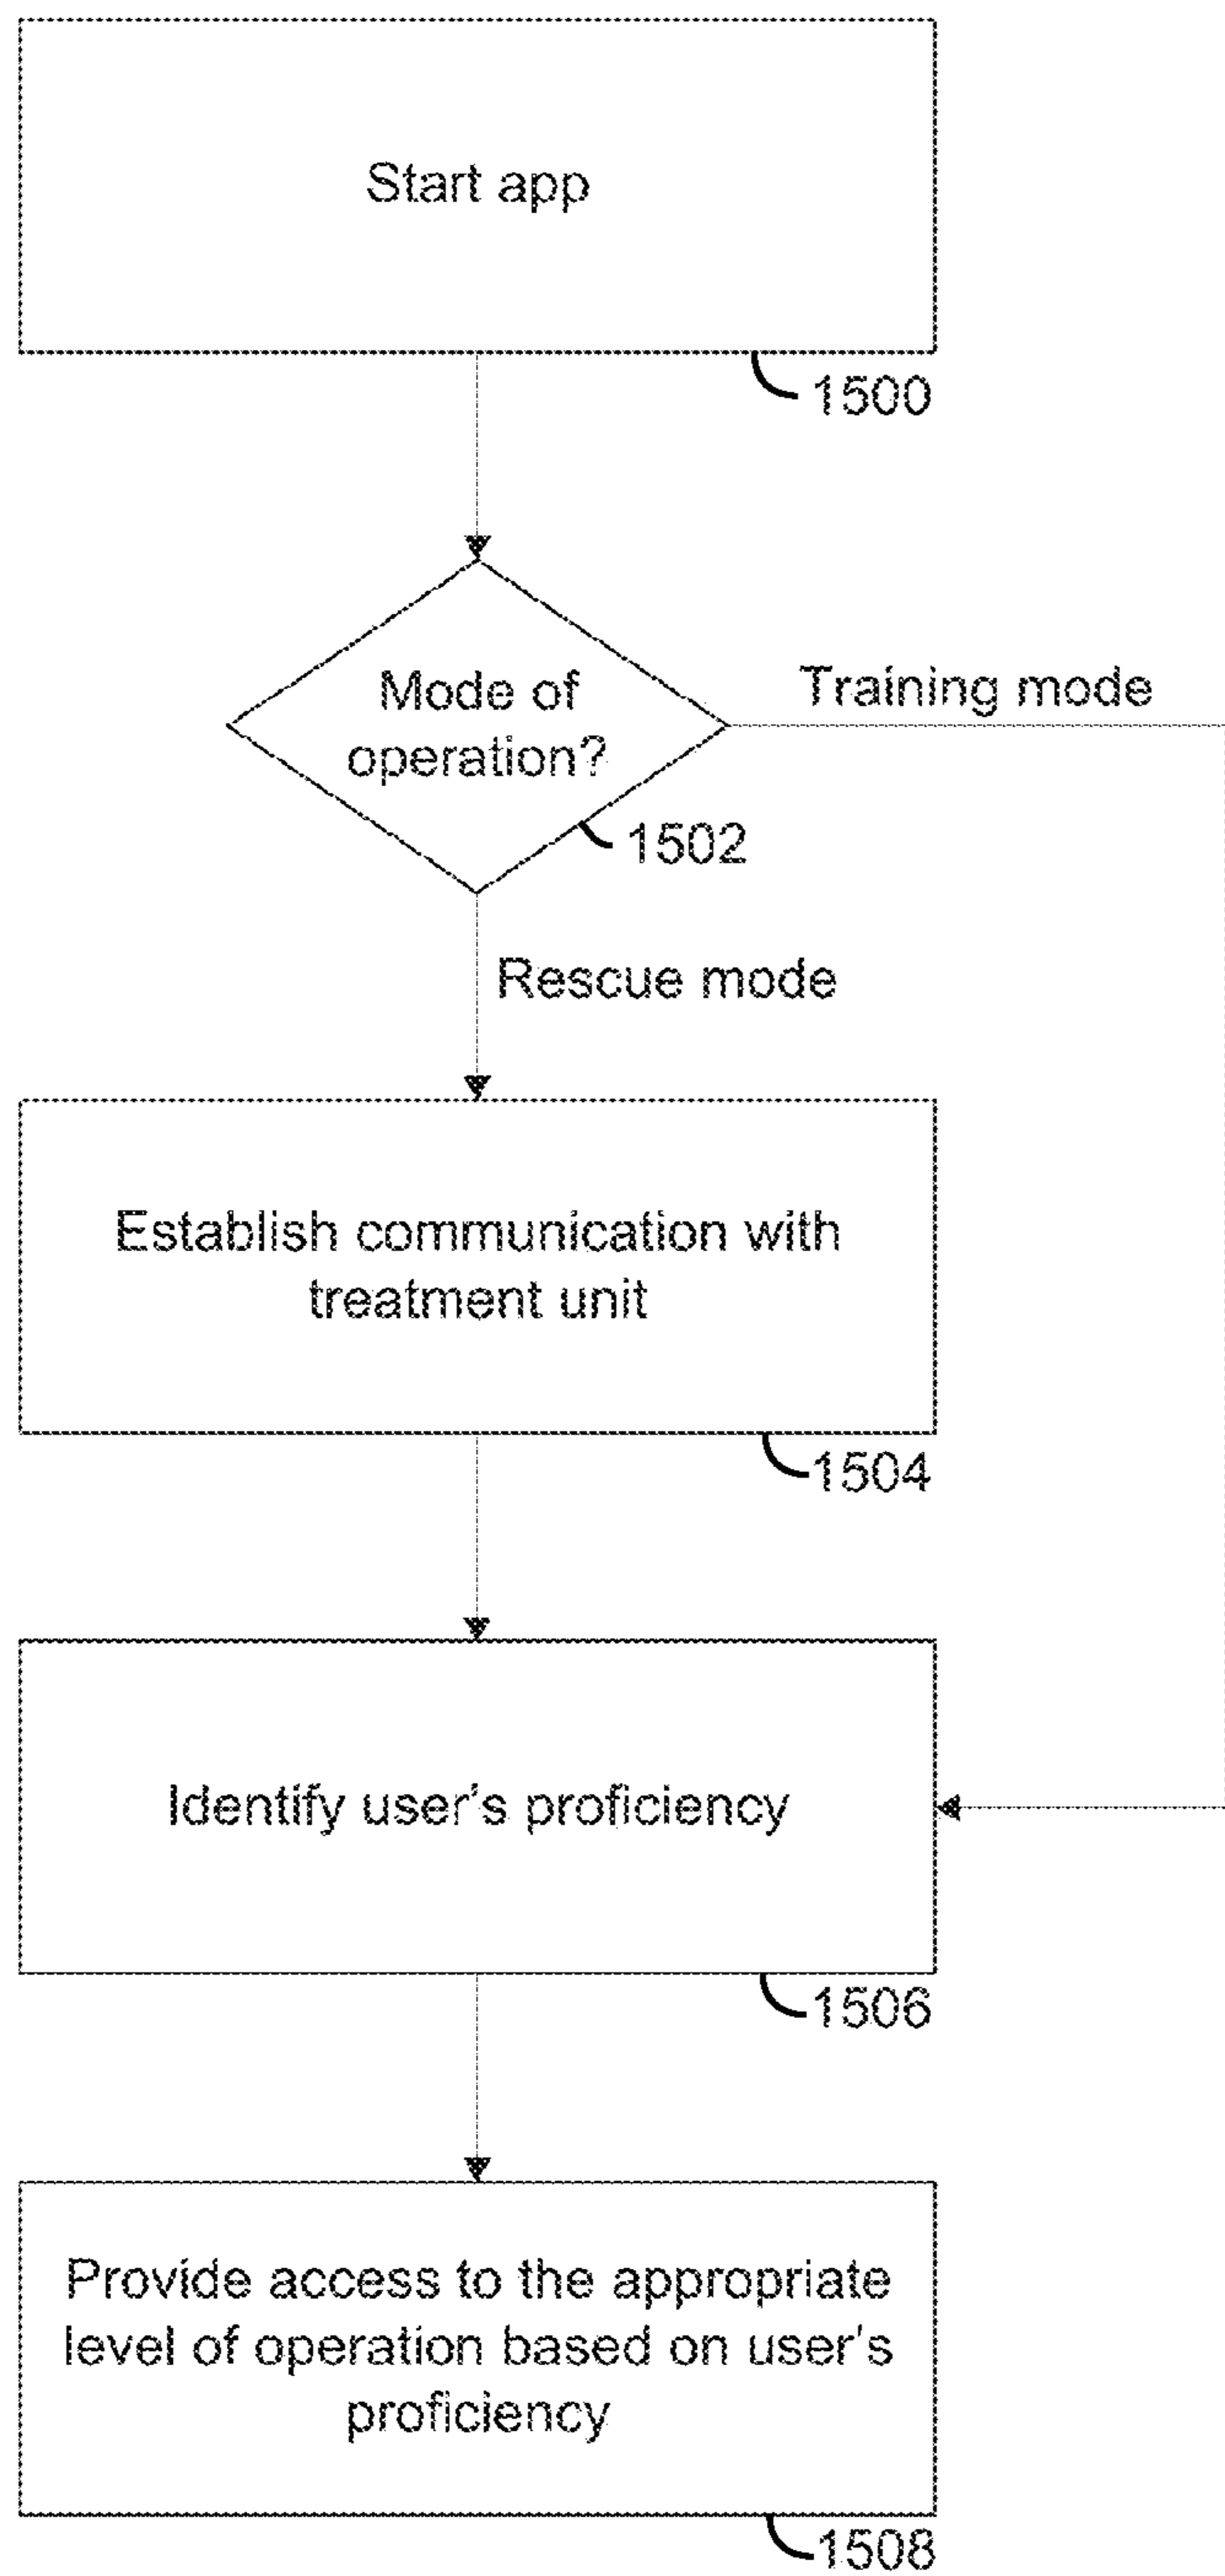 Start app
1500
Mode of
operation?
Training mode
1502
Rescue mode
Establish communication with
treatment unit
1504
Identify user's proficiency
1506
Provide access to the appropriate
level of operation based on user's
proficiency
1508